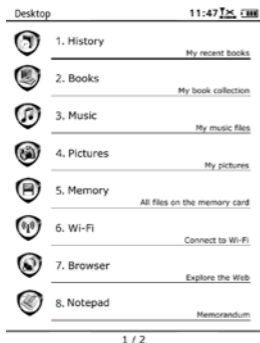 Desktop 11:47
1. History
My recent books
2. Books
My book collection
3. Music
My music files
4. Pictures
My pictures
5. Memory
All files on the memory card
6. Wi-Fi
Connect to Wi-Fi
7. Browser
Explore the Web
8. Notepad
Memorandum
1 / 2